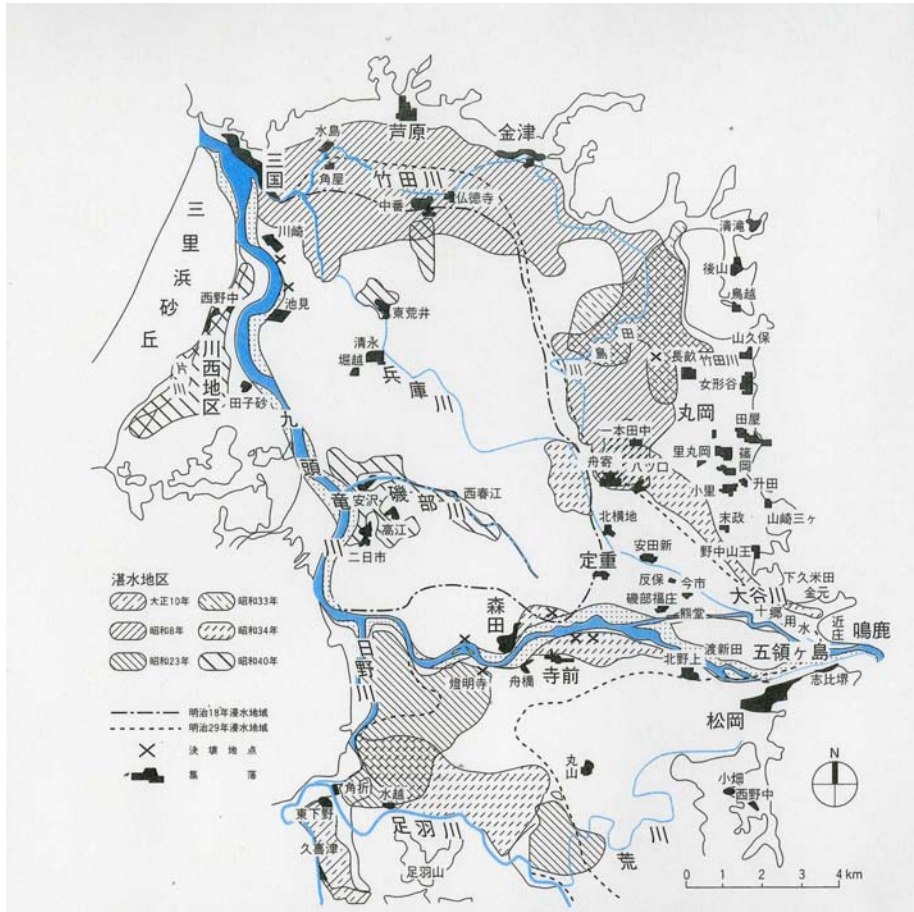 芦原
金津
水島
三国
角屋
竹田川
仏徳寺
中番
清滝
三里浜砂丘
川崎
後山
鳥越
西野中
池見
東荒井
清永
堀越
兵庫川
田島川
長畝
竹田川
山久保
女形谷
川西地区
片川
田子砂
丸岡
一本田中
田屋
里丸岡
篠岡
九頭竜川
舟寄
八ツ口
小里
升田
安沢
磯部川
西春江
末政
山崎三ヶ
高江
北横地
二日市
安田新
野中山王
定重
反保
今市
大谷川
下久米田
金元
湛水地区
大正10年
昭和33年
昭和8年
昭和34年
昭和23年
昭和40年
森田
磯部福庄
熊堂
十郷用水
近庄
鳴鹿
日野川
渡新田
五領ヶ島
燈明寺
舟橋
寺前
北野上
志比堺
明治18年浸水地域
明治29年浸水地域
決壊地点
集落
松岡
丸山
N
小畑
西野中
角折
水越
東下野
足羽川
久喜津
足羽山
荒川
0 1 2 3 4km